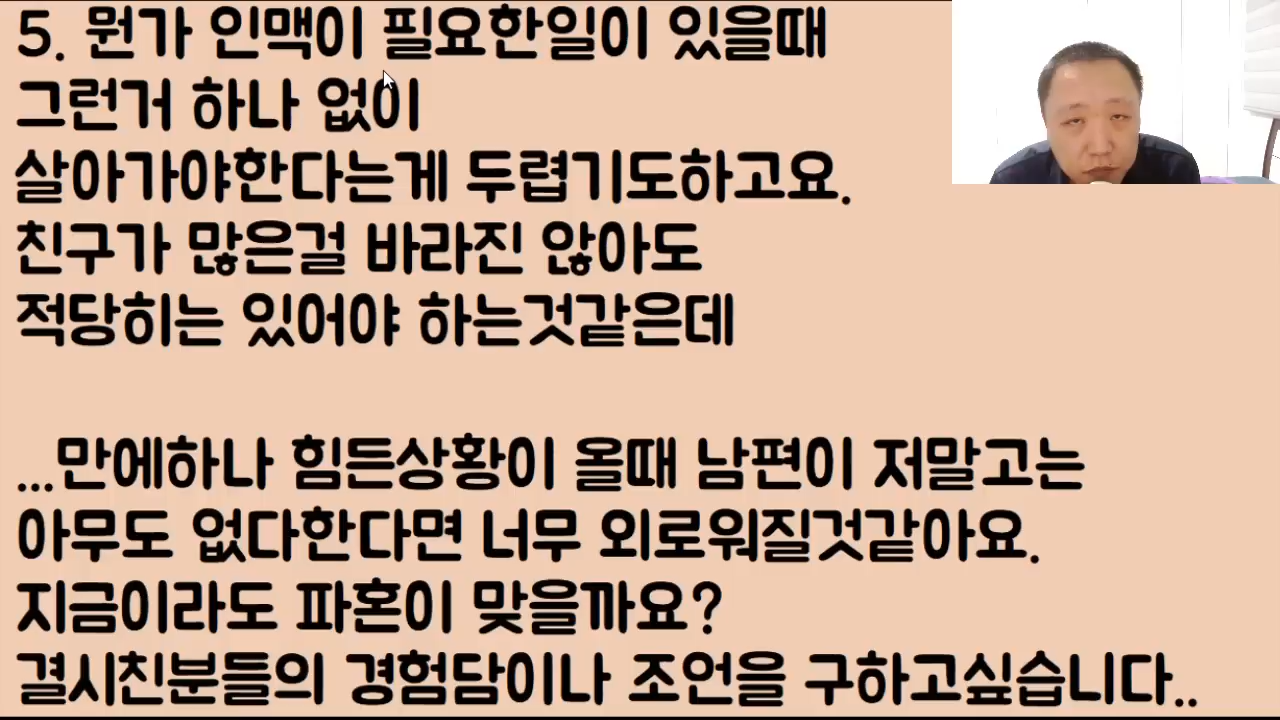 5. 뭔가 인맥이 필요한일이 있을때
그런거 하나 없이
살아가야한다는게 두렵기도하고요.
친구가 많은걸 바라진 않아도
적당히는 있어야 하는것같은데
...만에하나 힘든상황이 올때 남편이 저말고는
아무도 없다한다면 너무 외로워질것같아요.
지금이라도 파혼이 맞을까요?
결시친분들의 경험담이나 조언을 구하고싶습니다..